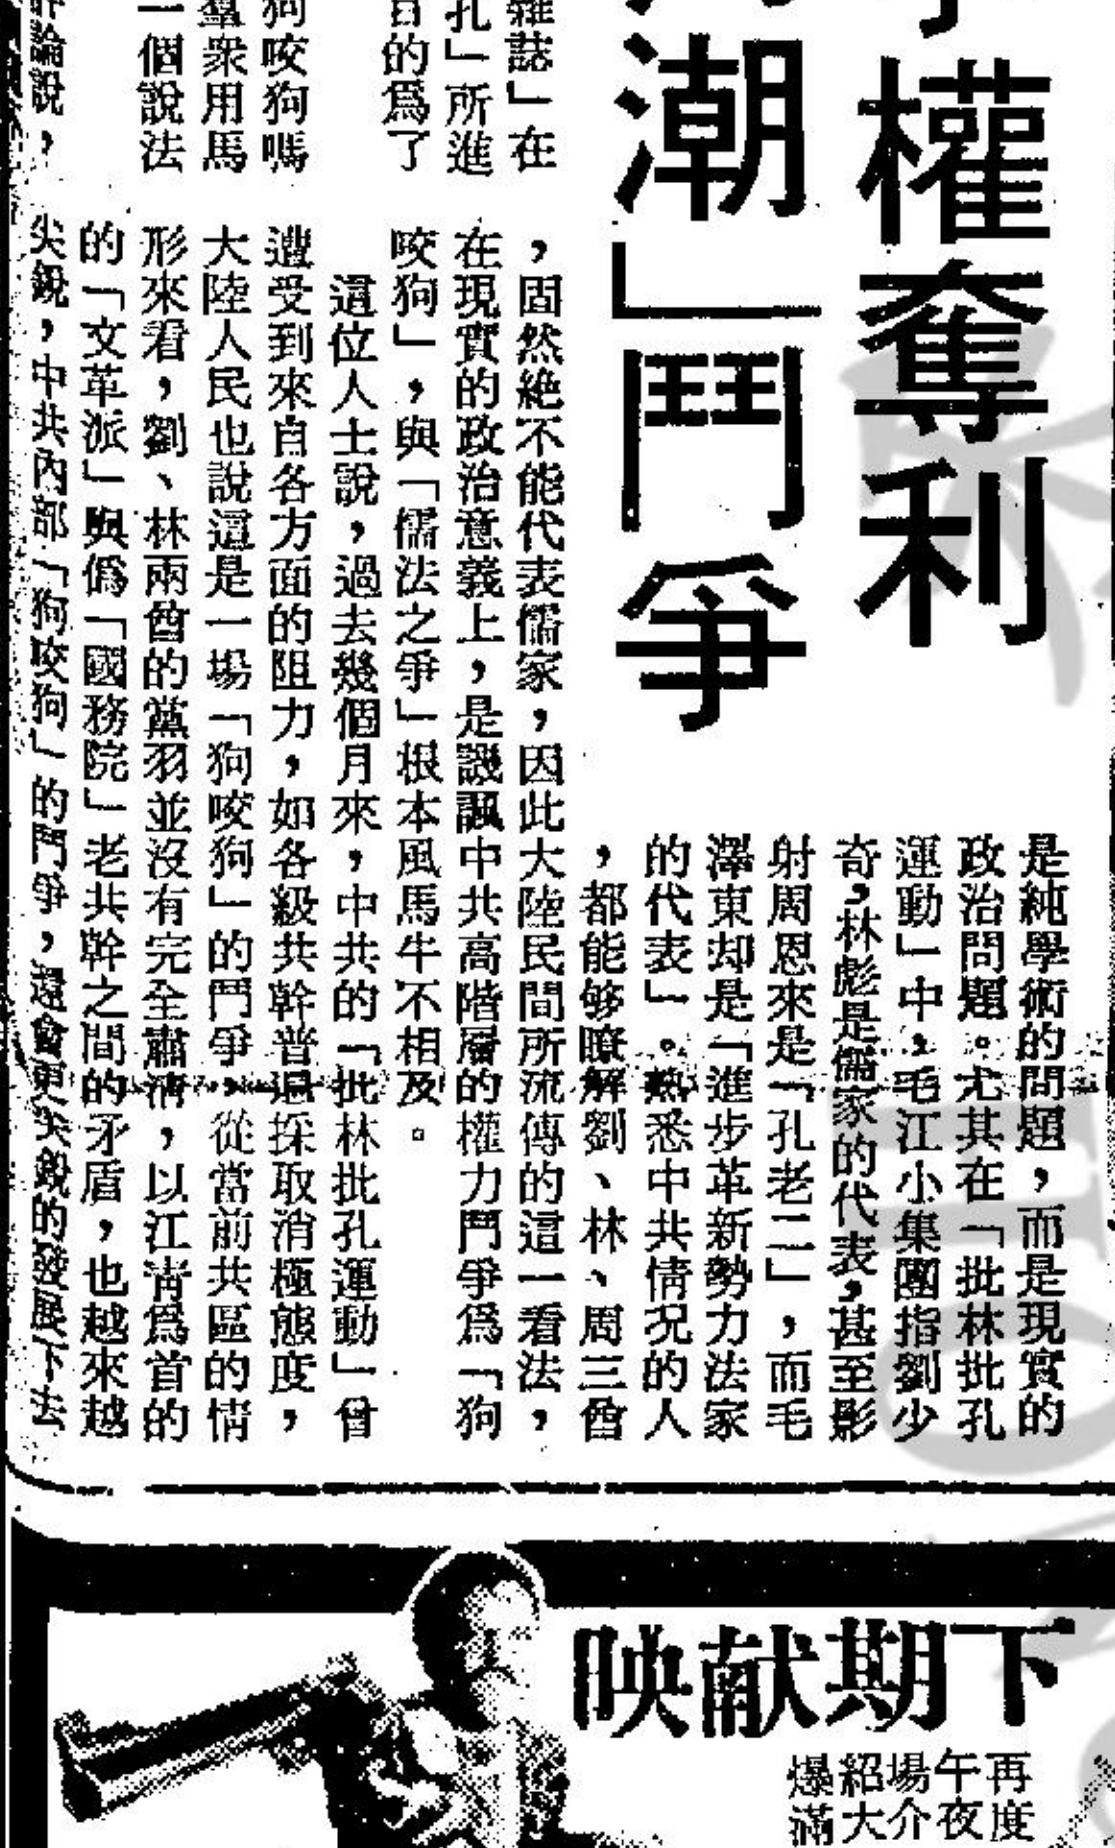 權奪利
潮」鬥爭
是純學術的問題，而是現實的
政治問題。尤其在「批林批孔
運動」中，毛江小集團指劉少
奇，林彪是儒家的代表，甚至影
射周恩來是「孔老二」，而毛
澤東却是「進步革新勢力法家
的代表」。熟悉中共情況的人
，都能够瞭解劉、林、周三酋
雜誌」在
孔」所進
目的爲了
狗咬狗嗎
羣衆用馬
一個說法
評論說，
，固然絕不能代表儒家，因此大陸民間所流傳的這一看法，
在現實的政治意義上，是譏諷中共高階層的權力鬥爭爲「狗
咬狗」，與「儒法之爭」根本風馬牛不相及。
這位人士說，過去幾個月來，中共的「批林批孔運動」曾
遭受到來自各方面的阻力，如各級共幹普遍採取消極態度，
大陸人民也說這是一場「狗咬狗」的鬥爭，從當前共區的情
形來看，劉、林兩酋的黨羽並沒有完全肅清，以江青爲首的
的「文革派」與僞「國務院」老共幹之間的矛盾，也越來越
尖銳，中共內部「狗咬狗」的鬥爭，還會更尖銳的發展下去
下期献映
再度
午夜
場介
紹大
爆滿